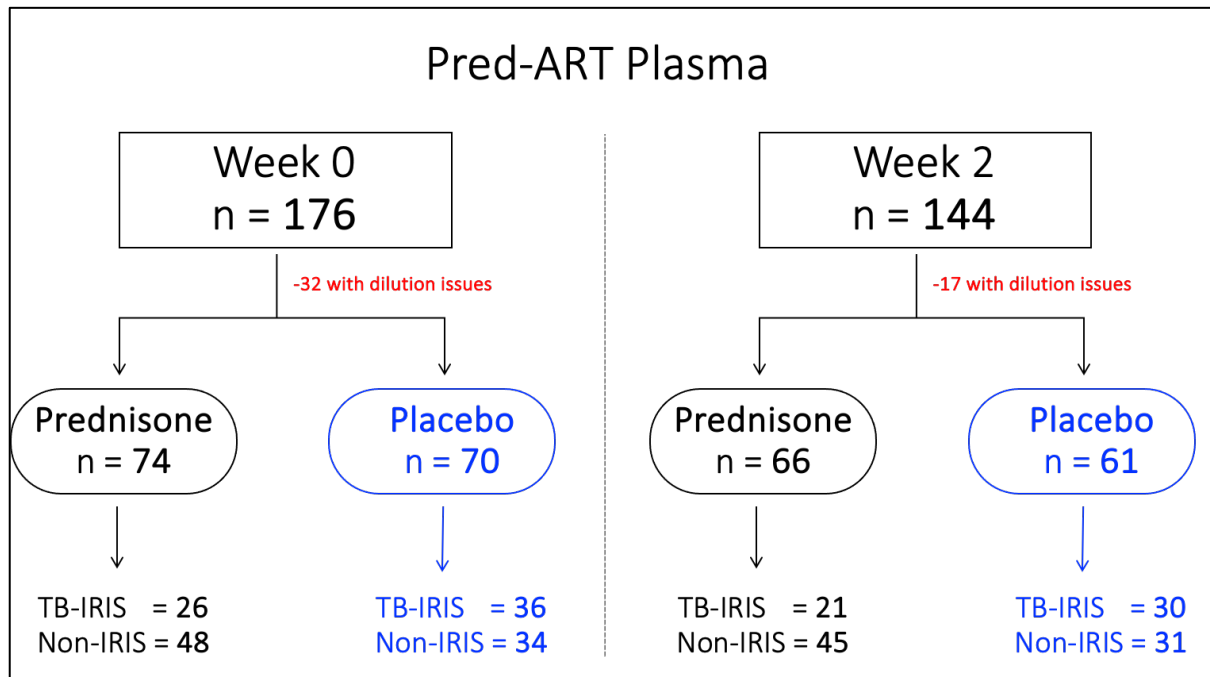 Pred-ART Plasma
Week 0
n = 176
-32 with dilution issues
Prednisone
n = 74
Placebo
n = 70
TB-IRIS = 26
Non-IRIS = 48
TB-IRIS = 36
Non-IRIS = 34
Week 2
n = 144
-17 with dilution issues
Prednisone
n = 66
Placebo
n = 61
TB-IRIS = 21
Non-IRIS = 45
TB-IRIS = 30
Non-IRIS = 31